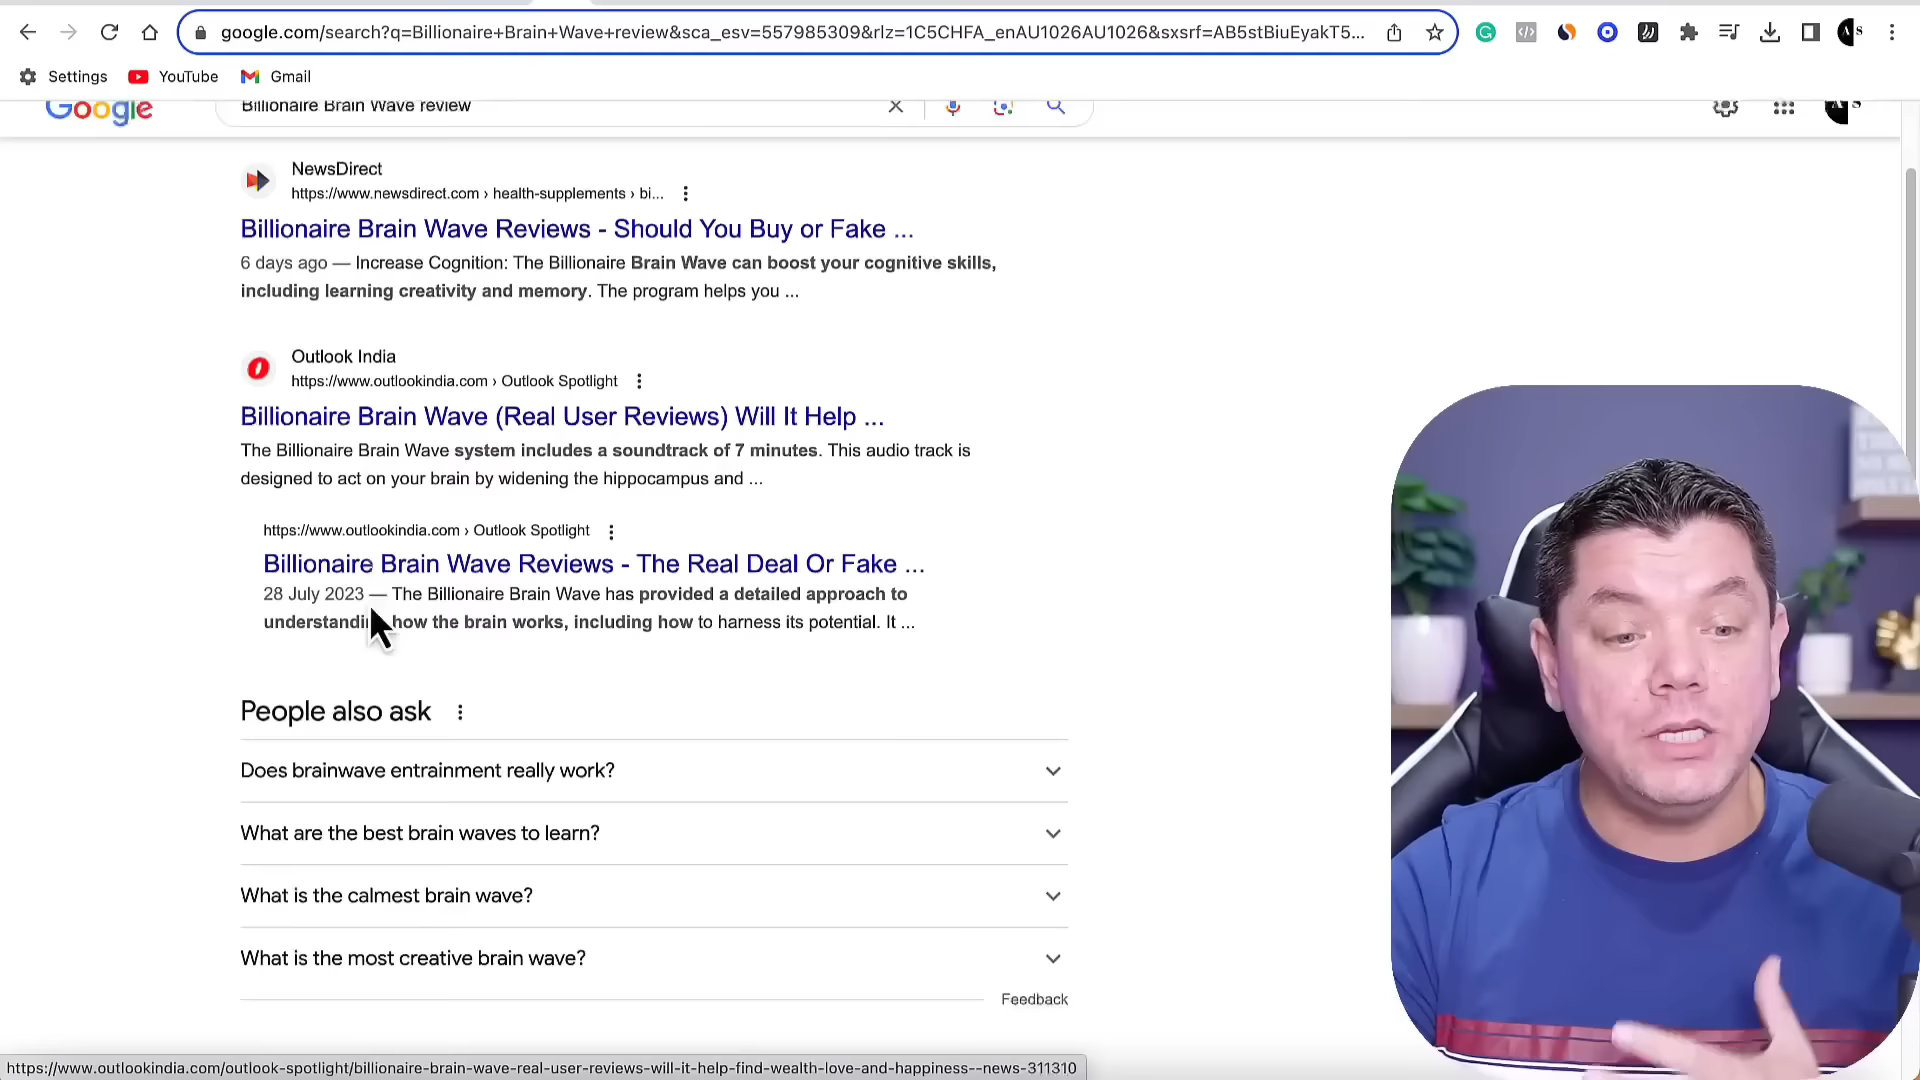 google.com/search?q=Billionaire+Brain+Wave+review&sca_esv=557985309&rlz=1C5CHFA_enAU1026AU1026&sxsrf=AB5stBiuEyakT5...
Settings YouTube Gmail
Google
Billionaire Brain Wave review
NewsDirect
https://www.newsdirect.com › health-supplements › bi...
Billionaire Brain Wave Reviews - Should You Buy or Fake ...
6 days ago — Increase Cognition: The Billionaire Brain Wave can boost your cognitive skills,
including learning creativity and memory. The program helps you ...
Outlook India
https://www.outlookindia.com › Outlook Spotlight
Billionaire Brain Wave (Real User Reviews) Will It Help ...
The Billionaire Brain Wave system includes a soundtrack of 7 minutes. This audio track is
designed to act on your brain by widening the hippocampus and ...
https://www.outlookindia.com › Outlook Spotlight
Billionaire Brain Wave Reviews - The Real Deal Or Fake ...
28 July 2023 — The Billionaire Brain Wave has provided a detailed approach to
understanding how the brain works, including how to harness its potential. It ...
People also ask
Does brainwave entrainment really work?
What are the best brain waves to learn?
What is the calmest brain wave?
What is the most creative brain wave?
Feedback
https://www.outlookindia.com/outlook-spotlight/billionaire-brain-wave-real-user-reviews-will-it-help-find-wealth-love-and-happiness--news-311310